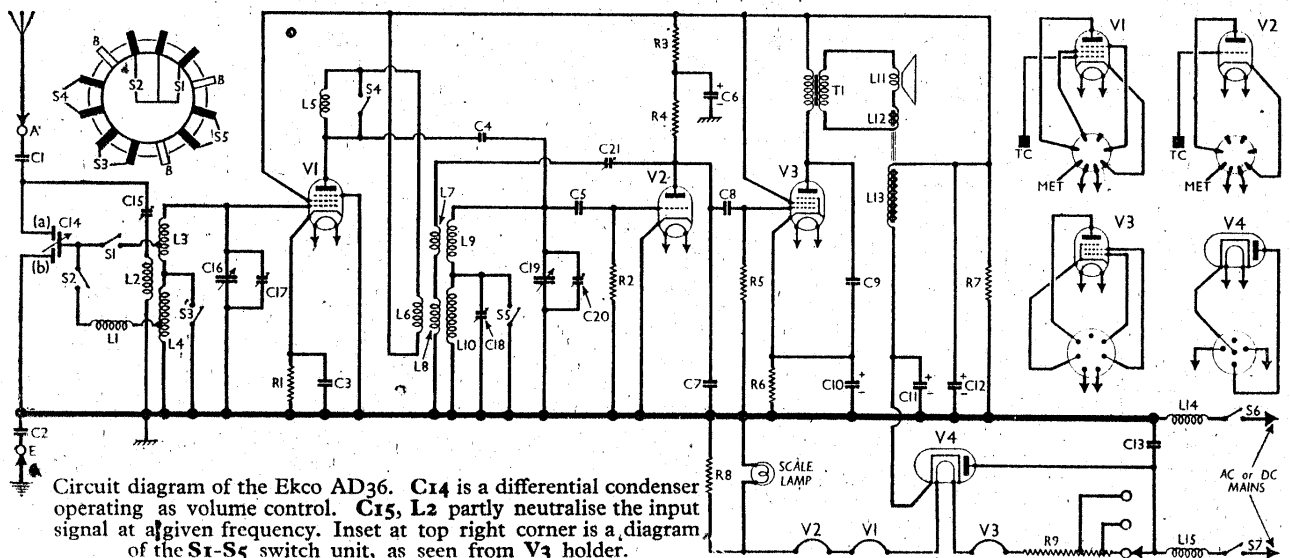 B
S2
S1
B
S4
S5
S3
B
A
C1
C15
(a)
C14
(b)
S1
S2
L1
L2
L3
L4
S3
C16
C17
L5
S4
V1
R1
C3
C4
L6
L7
L8
L9
L10
C18
S5
C5
C21
C19
C20
R2
R3
R4
C6
V2
C7
C8
R5
V3
R6
T1
C9
C10
L11
L12
L13
C11
C12
R7
V1
TC
MET
V2
TC
MET
V3
V4
C2
E
R8
SCALE
LAMP
V4
C13
L14
S6
AC or DC
MAINS
V2
V1
V3
R9
L15
S7
Circuit diagram of the Ekco AD36. C14 is a differential condenser
operating as volume control. C15, L2 partly neutralise the input
signal at a given frequency. Inset at top right corner is a diagram
of the S1-S5 switch unit, as seen from V3 holder.